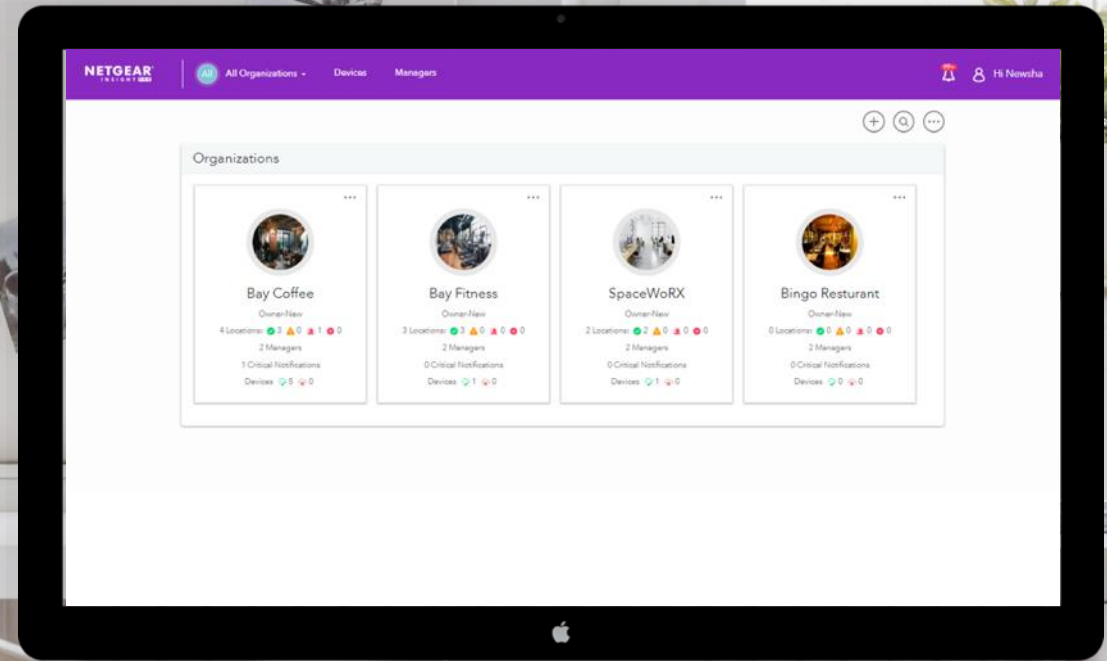 NETGEAR
INSIGHT
All
All Organizations
Devices
Managers
Hi Newsha
Organizations
Bay Coffee
Owner-New
4 Locations: 3 0 1 0
2 Managers
1 Critical Notifications
Devices 5 0
Bay Fitness
Owner-New
3 Locations: 3 0 0 0
2 Managers
0 Critical Notifications
Devices 1 0
SpaceWoRX
Owner-New
2 Locations: 2 0 0 0
2 Managers
0 Critical Notifications
Devices 1 0
Bingo Resturant
Owner-New
0 Locations: 0 0 0 0
2 Managers
0 Critical Notifications
Devices 0 0